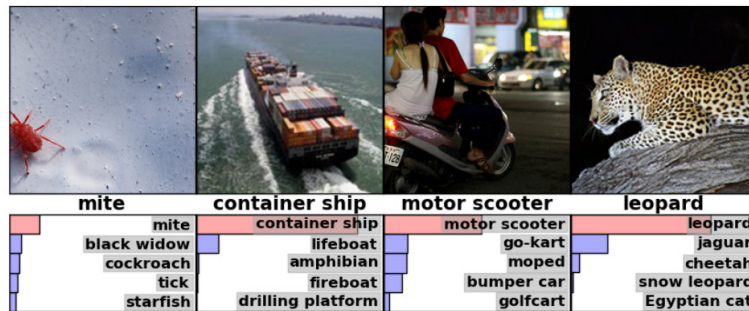 mite
container ship
motor scooter
leopard
mite
black widow
cockroach
tick
starfish
container ship
lifeboat
amphibian
fireboat
drilling platform
motor scooter
go-kart
moped
bumper car
golfcart
leopard
jaguar
cheetah
snow leopard
Egyptian cat